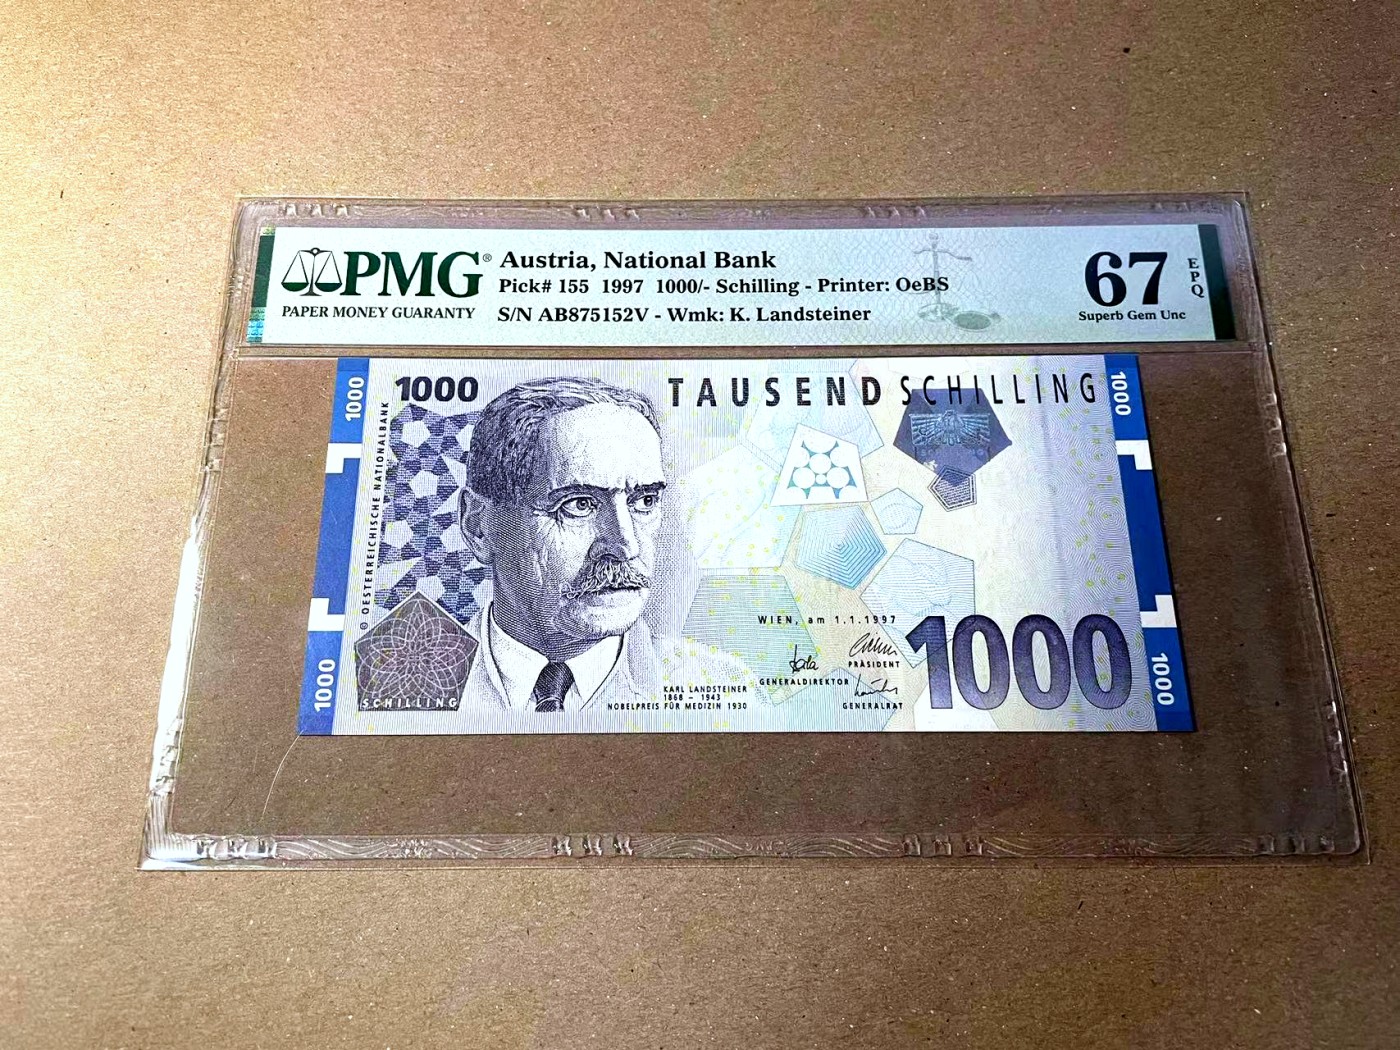 PMG®
PAPER MONEY GUARANTY
Austria, National Bank
Pick# 155 1997 1000/- Schilling - Printer: OeBS
S/N AB875152V - Wmk: K. Landsteiner
67
EPQ
Superb Gem Unc
1000
1000
© OESTERREICHISCHE NATIONALBANK
1000
TAUSEND SCHILLING
1000
SCHILLING
WIEN, am 1.1.1997
PRÄSIDENT
GENERALDIREKTOR
GENERALRAT
KARL LANDSTEINER
1868 – 1943
NOBELPREIS FÜR MEDIZIN 1930
1000
1000
SCHILLING
1000